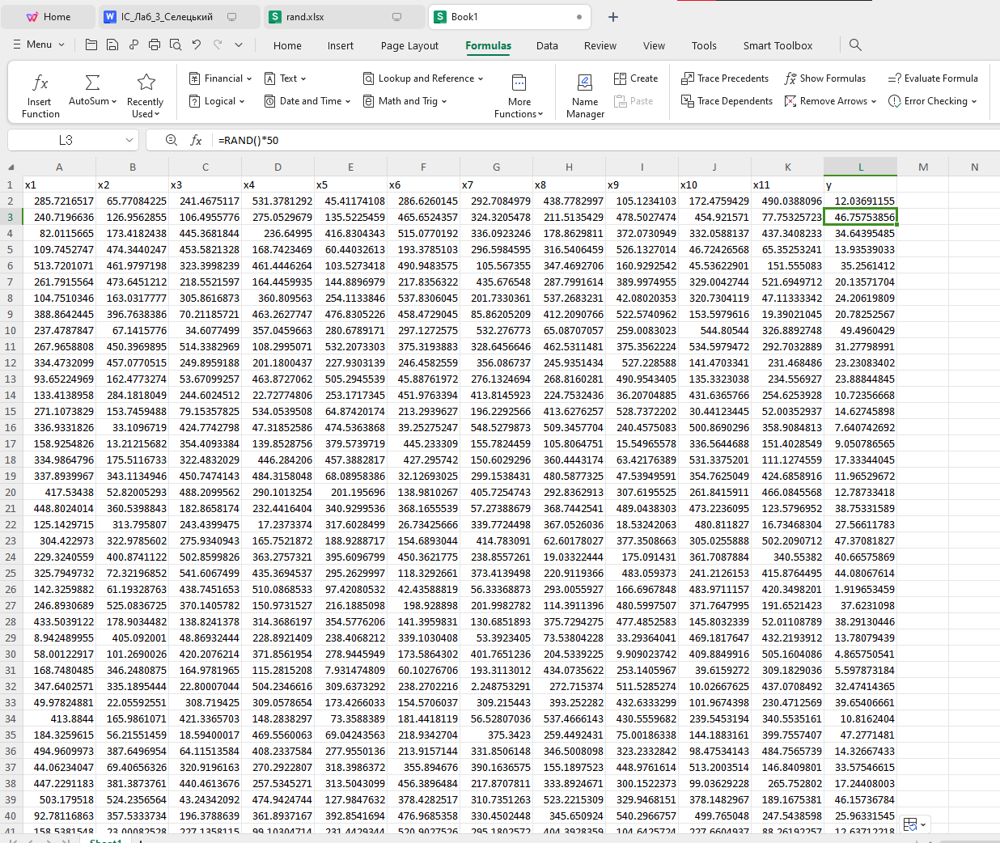 Home IC_Лаб_3_Селецький rand.xlsx Book1
Menu Home Insert Page Layout Formulas Data Review View Tools Smart Toolbox
Insert Function AutoSum Recently Used Financial Text Lookup and Reference More Functions Name Manager Create Trace Precedents Show Formulas Evaluate Formula
Logical Date and Time Math and Trig Paste Trace Dependents Remove Arrows Error Checking
L3 fx =RAND()*50
A B C D E F G H I J K L M N
1 x1 x2 x3 x4 x5 x6 x7 x8 x9 x10 x11 y
2 285.7216517 65.77084225 241.4675117 531.3781292 45.41174108 286.6260145 292.7084979 438.7782997 105.1234103 172.4759429 490.0388096 12.03691155
3 240.7196636 126.9562855 106.4955776 275.0529679 135.5225459 465.6524357 324.3205478 211.5135429 478.5027474 454.921571 77.75325723 46.75753856
4 82.0115665 173.4182438 445.3681844 236.64995 416.8304343 515.0770192 336.0923246 178.8629811 372.0730949 332.0588137 437.3408233 34.64395485
5 109.7452747 474.3440247 453.5821328 168.7423469 60.44032613 193.3785103 296.5984595 316.5406459 526.1327014 46.72426568 65.35253241 13.93539033
6 513.7201071 461.9797198 323.3998239 461.4446264 103.5273418 490.9483575 105.567355 347.4692706 160.9292542 45.53622901 151.555083 35.2561412
7 261.7915564 473.6451212 218.5521597 164.4459935 144.8896979 217.8356322 435.676548 287.7991614 389.9974955 329.0042744 521.6949712 20.13571704
8 104.7510346 163.0317777 305.8616873 360.809563 254.1133846 537.8306045 201.7330361 537.2683231 42.08020353 320.7304119 47.11333342 24.20619809
9 388.8642445 396.7638386 70.21185721 463.2627747 476.8305226 458.4729045 85.86205209 412.2090766 522.5740962 153.5979616 19.39021045 20.78252567
10 237.4787847 67.1415776 34.6077499 357.0459663 280.6789171 297.1272575 532.276773 65.08707057 259.0083023 544.80544 326.8892748 49.4960429
11 267.9658808 450.3969895 514.3382969 108.2995071 532.2073303 375.3193883 328.6456646 462.5311481 375.3562224 534.5979472 292.7032889 31.27798991
12 334.4732099 457.0770515 249.8959188 201.1800437 227.9303139 246.4582559 356.086737 245.9351434 527.228588 141.4703341 231.468486 23.23083402
13 93.65224969 162.4773274 53.67099257 463.8727062 505.2945539 45.88761972 276.1324694 268.8160281 490.9543405 135.3323038 234.556927 23.88844845
14 133.4138958 284.1818049 244.6024512 22.72774806 253.1717345 451.9763394 413.8145923 224.7532436 36.20704885 431.6365766 254.6253928 10.72356668
15 271.1073829 153.7459488 79.15357825 534.0539508 64.87420174 213.2939627 196.2292566 413.6276257 528.7372202 30.44123445 52.00352937 14.62745898
16 336.9331826 33.1096719 424.7742798 47.31852586 474.5363868 39.25275247 548.5279873 509.3457704 240.4575083 500.8690296 358.9084813 7.640742692
17 158.9254826 13.21215682 354.4093384 139.8528756 379.5739719 445.233309 155.7824459 105.8064751 15.54965578 336.5644688 151.4028549 9.050786565
18 334.9864796 175.5116733 322.4832029 446.284206 457.3882817 427.295742 150.6029296 360.4443174 63.42176389 531.3375201 111.1274559 17.33344045
19 337.8939967 343.1134946 450.7474143 484.3158048 68.08958386 32.12693025 299.1538431 480.5877325 47.53949591 354.7625049 424.6858916 11.96529672
20 417.53438 52.82005293 488.2099562 290.1013254 201.195696 138.9810267 405.7254743 292.8362913 307.6195525 261.8415911 466.0845568 12.78733418
21 448.8024014 360.5398843 182.8658174 232.4416404 340.9299536 368.1655539 57.27388679 368.7442541 489.0438303 473.2236095 123.5796952 38.75331589
22 125.1429715 313.795807 243.4399475 17.2373374 317.6028499 26.73425666 339.7724498 367.0526036 18.53242063 480.811827 16.73468304 27.56611783
23 304.422973 322.9785602 275.9340943 165.7521872 188.9288717 154.6893044 414.783091 62.60178027 377.3508663 305.0255888 502.2090712 47.37081827
24 229.3240559 400.8741122 502.8599826 363.2757321 395.6096799 450.3621775 238.8557261 19.03322444 175.091431 361.7087884 340.55382 40.66575869
25 325.7949732 72.32196852 541.6067499 435.3694537 295.2629997 118.3292661 373.4139498 220.9119366 483.059373 241.2126153 415.8764495 44.08067614
26 142.3259882 61.19328763 438.7451653 510.0868533 97.42080532 42.43588819 56.33368873 293.0055927 166.6967848 483.9711157 420.3498201 1.919653459
27 246.8930689 525.0836725 370.1405782 150.9731527 216.1885098 198.928898 201.9982782 114.3911396 480.5997507 371.7647995 191.6521423 37.6231098
28 433.5039122 178.9034482 138.8241378 314.3686197 354.5776206 141.3959831 130.6851893 375.7294275 477.4852583 145.8032339 52.01108789 38.29130446
29 8.942489955 405.092001 48.86932444 228.8921409 238.4068212 339.1030408 53.3923405 73.53804228 33.29364041 469.1817647 432.2193912 13.78079439
30 58.00122917 101.2690026 420.2076214 371.8561954 278.9445949 173.5864302 401.7651236 204.5339225 9.909023742 409.8849916 505.1604086 4.865750541
31 168.7480485 346.2480875 164.9781965 115.2815208 7.931474809 60.10276706 193.3113012 434.0735622 253.1405967 39.6159272 309.1829036 5.597873184
32 347.6402571 335.1895444 22.80007044 504.2346616 309.6373292 238.2702216 2.248753291 272.715374 511.5285274 10.02667625 437.0708492 32.47414365
33 49.97824881 22.05592551 308.719425 309.0578654 173.4266033 154.5706037 309.215443 393.252282 432.6333299 101.9674398 230.4712569 39.65406661
34 413.8844 165.9861071 421.3365703 148.2838297 73.3588389 181.4418119 56.52807036 537.4666143 430.5559682 239.5453194 340.5535161 10.8162404
35 184.3259615 56.21551459 18.59400017 469.5560063 69.04243563 218.9342704 375.3423 259.4492431 75.00186338 144.1883161 399.7557407 47.2771481
36 494.9609973 387.6496954 64.11513584 408.2337584 277.9550136 213.9157144 331.8506148 346.5008098 323.2332842 98.47534143 484.7565739 14.32667433
37 44.06234047 69.40656326 320.9196163 270.2922807 318.3986372 355.894676 390.1636575 155.1897523 448.9761614 513.2003514 146.8409801 33.57546615
38 447.2291183 381.3873761 440.4613676 257.5345271 313.5043099 456.3896484 217.8707811 333.8924671 300.1522373 99.03629228 265.752802 17.24408003
39 503.179518 524.2356564 43.24342092 474.9424744 127.9847632 378.4282517 310.7351263 523.2215309 329.9468151 378.1482967 189.1675381 46.15736784
40 92.78116863 357.5333734 196.3788639 361.8937167 392.8541694 476.9685358 330.4502448 345.650924 540.2966757 499.765048 247.5438598 25.96331545
41 158.5381548 23.00082528 227.1358115 99.10304714 231.4429344 520.9027526 295.1802572 404.3928359 104.6425724 227.6604937 88.26192257 12.63712218
Sheet1